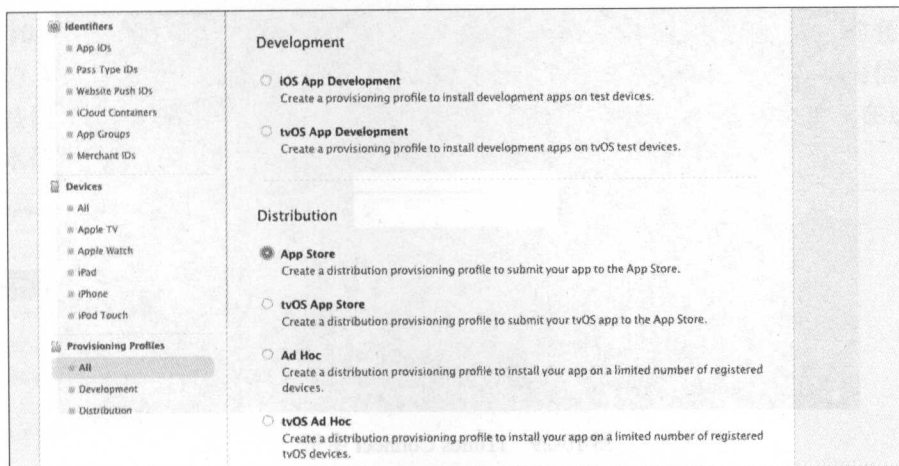 Identifiers
App IDs
Pass Type IDs
Website Push IDs
iCloud Containers
App Groups
Merchant IDs
Devices
All
Apple TV
Apple Watch
iPad
iPhone
iPod Touch
Provisioning Profiles
All
Development
Distribution
Development
iOS App Development
Create a provisioning profile to install development apps on test devices.
tvOS App Development
Create a provisioning profile to install development apps on tvOS test devices.
Distribution
App Store
Create a distribution provisioning profile to submit your app to the App Store.
tvOS App Store
Create a distribution provisioning profile to submit your tvOS app to the App Store.
Ad Hoc
Create a distribution provisioning profile to install your app on a limited number of registered
devices.
tvOS Ad Hoc
Create a distribution provisioning profile to install your app on a limited number of registered
tvOS devices.